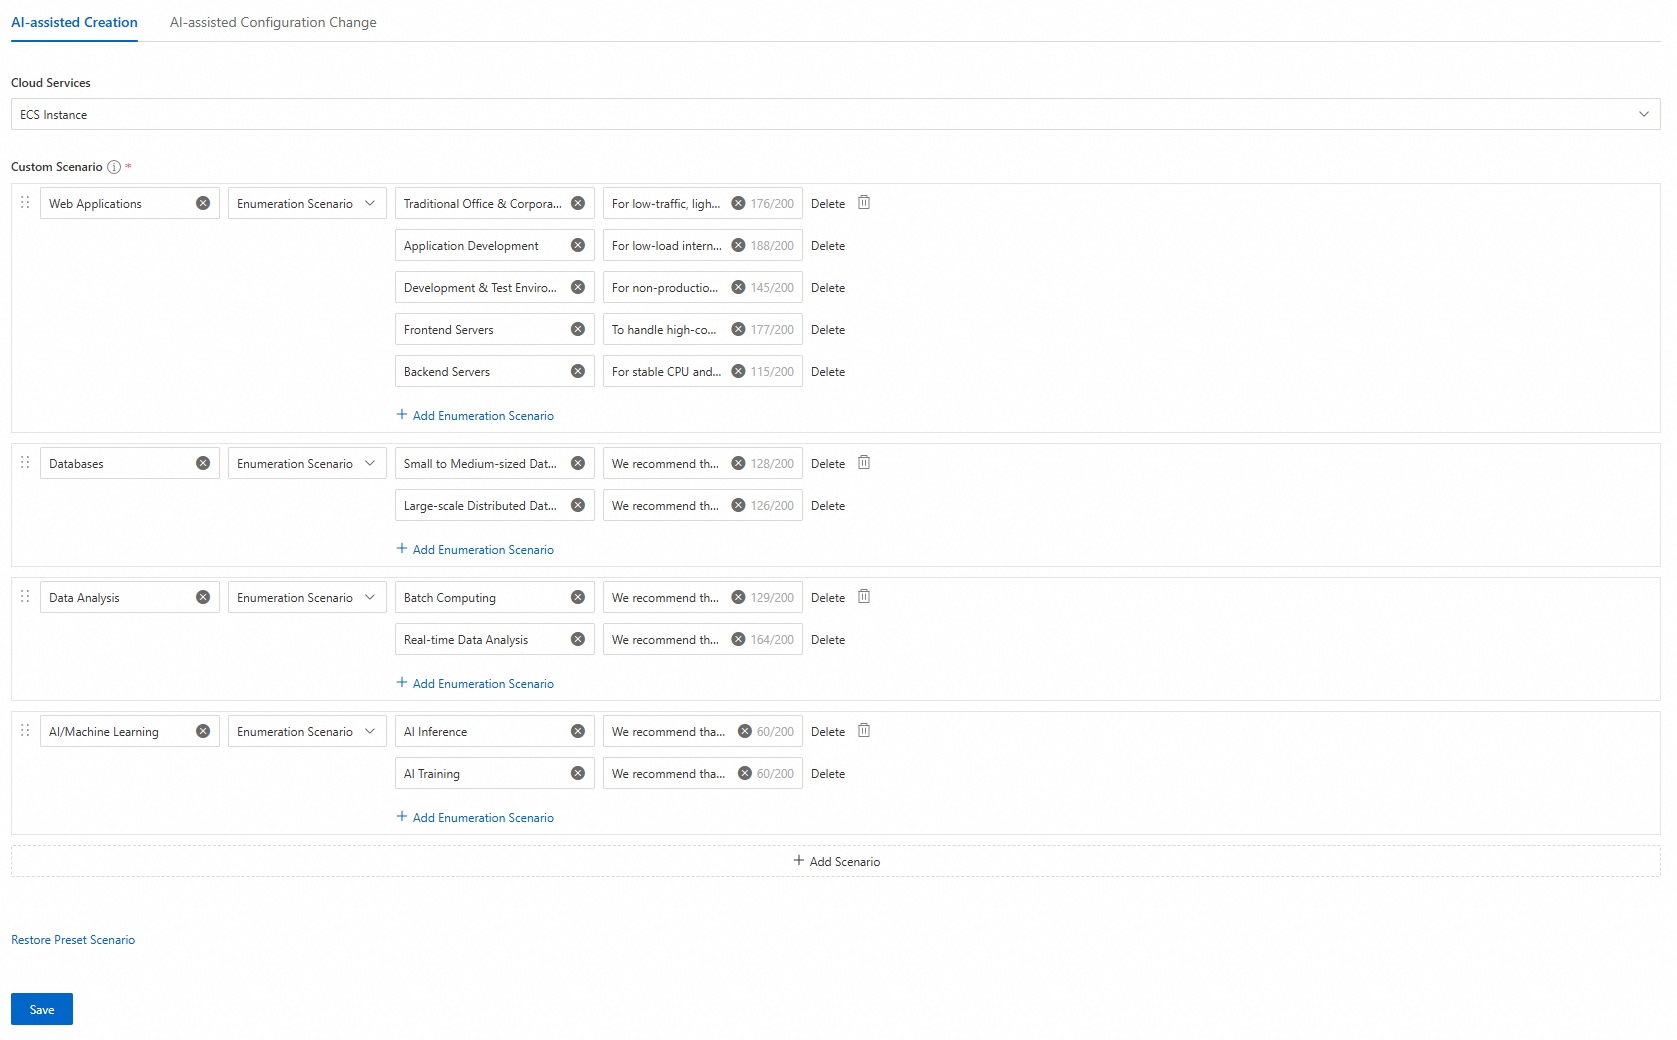 AI-assisted Creation AI-assisted Configuration Change
Cloud Services
ECS Instance
Custom Scenario *
Web Applications Enumeration Scenario Traditional Office & Corpora... For low-traffic, ligh... 176/200 Delete
Application Development For low-load intern... 188/200 Delete
Development & Test Enviro... For non-productio... 145/200 Delete
Frontend Servers To handle high-co... 177/200 Delete
Backend Servers For stable CPU and... 115/200 Delete
+ Add Enumeration Scenario
Databases Enumeration Scenario Small to Medium-sized Dat... We recommend th... 128/200 Delete
Large-scale Distributed Dat... We recommend th... 126/200 Delete
+ Add Enumeration Scenario
Data Analysis Enumeration Scenario Batch Computing We recommend th... 129/200 Delete
Real-time Data Analysis We recommend th... 164/200 Delete
+ Add Enumeration Scenario
AI/Machine Learning Enumeration Scenario AI Inference We recommend tha... 60/200 Delete
AI Training We recommend tha... 60/200 Delete
+ Add Enumeration Scenario
+ Add Scenario
Restore Preset Scenario
Save